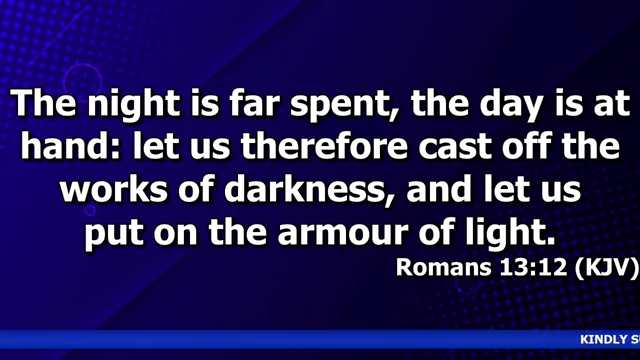 The night is far spent, the day is at
hand: let us therefore cast off the
works of darkness, and let us
put on the armour of light.
Romans 13:12 (KJV)
KINDLY